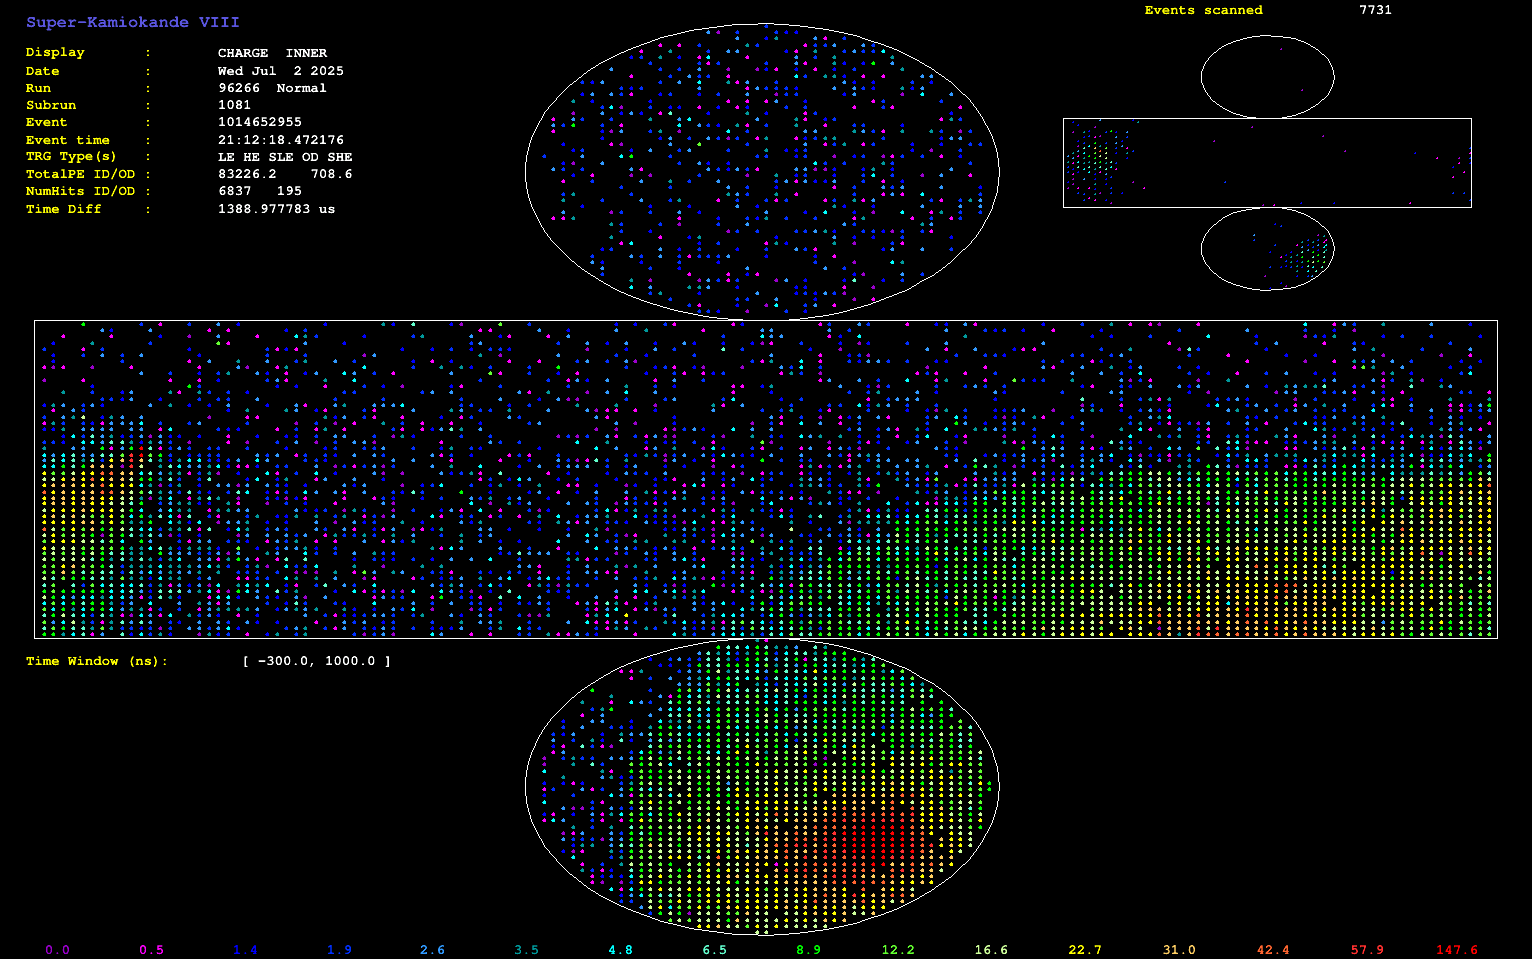 Super-Kamiokande VIII
Events scanned 7731
Display : CHARGE INNER
Date : Wed Jul 2 2025
Run : 96266 Normal
Subrun : 1081
Event : 1014652955
Event time : 21:12:18.472176
TRG Type(s) : LE HE SLE OD SHE
TotalPE ID/OD : 83226.2 708.6
NumHits ID/OD : 6837 195
Time Diff : 1388.977783 us
Time Window (ns): [ -300.0, 1000.0 ]
0.0 0.5 1.4 1.9 2.6 3.5 4.8 6.5 8.9 12.2 16.6 22.7 31.0 42.4 57.9 147.6